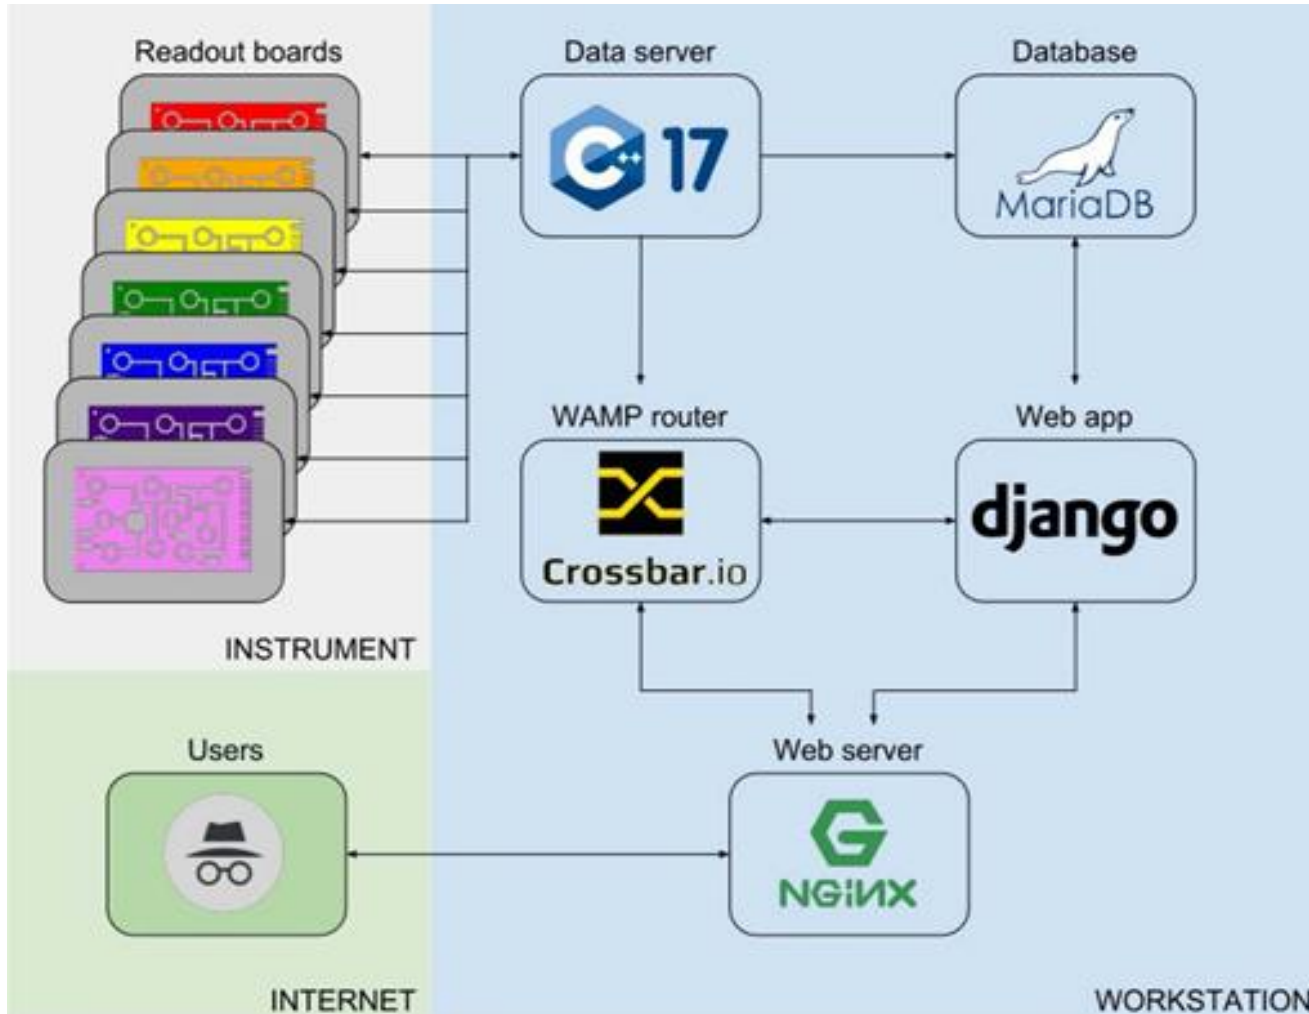 Readout boards
Data server
Database
C++ 17
MariaDB
WAMP router
Web app
Crossbar.io
django
INSTRUMENT
Users
Web server
NGINX
INTERNET
WORKSTATION